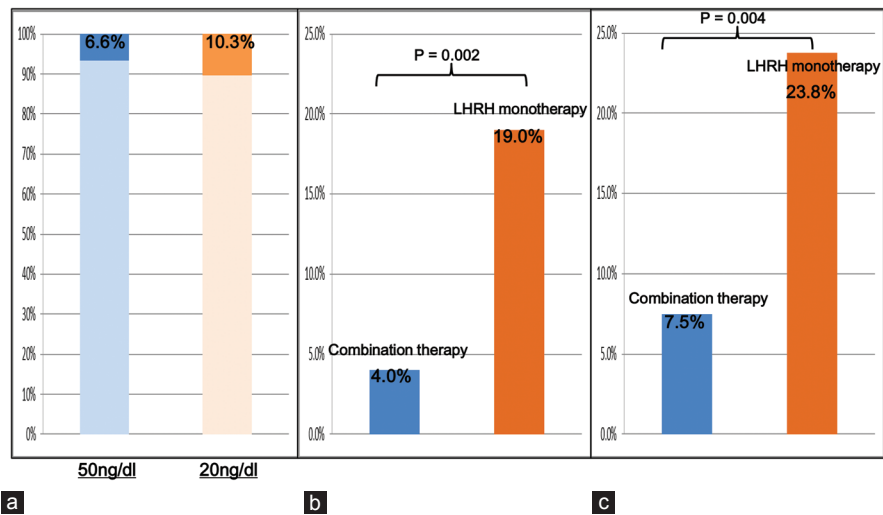 100%
90%
80%
70%
60%
50%
40%
30%
20%
10%
0%
6.6%
10.3%
50ng/dl
20ng/dl
a
25.0%
20.0%
15.0%
10.0%
5.0%
0.0%
P = 0.002
LHRH monotherapy
19.0%
Combination therapy
4.0%
b
25.0%
20.0%
15.0%
10.0%
5.0%
0.0%
P = 0.004
LHRH monotherapy
23.8%
Combination therapy
7.5%
c